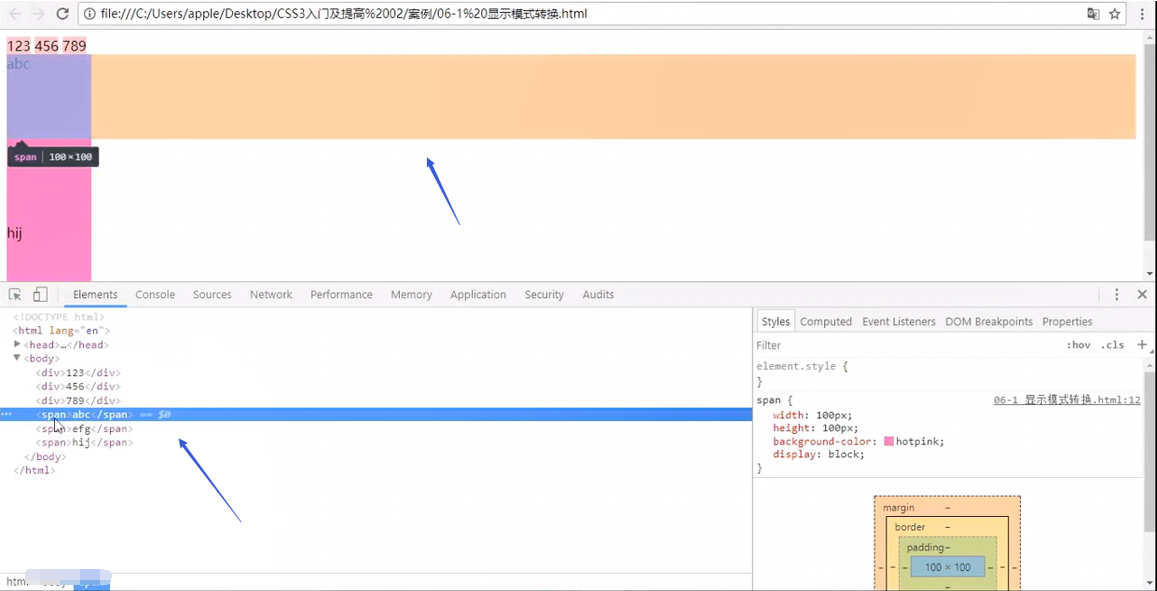 file:///C:/Users/apple/Desktop/CSS3入门及提高%2002/案例/06-1%20显示模式转换.html
123 456 789
abc
span 100×100
hij
Elements Console Sources Network Performance Memory Application Security Audits
<!DOCTYPE html>
<html lang="en">
<head>…</head>
<body>
<div>123</div>
<div>456</div>
<div>789</div>
<span>abc</span> == $0
<span>efg</span>
<span>hij</span>
</body>
</html>
Styles Computed Event Listeners DOM Breakpoints Properties
Filter :hov .cls +
element.style {
}
span { 06-1 显示模式转换.html:12
width: 100px;
height: 100px;
background-color: hotpink;
display: block;
}
margin -
border -
padding-
- - - 100 × 100 - - -
-